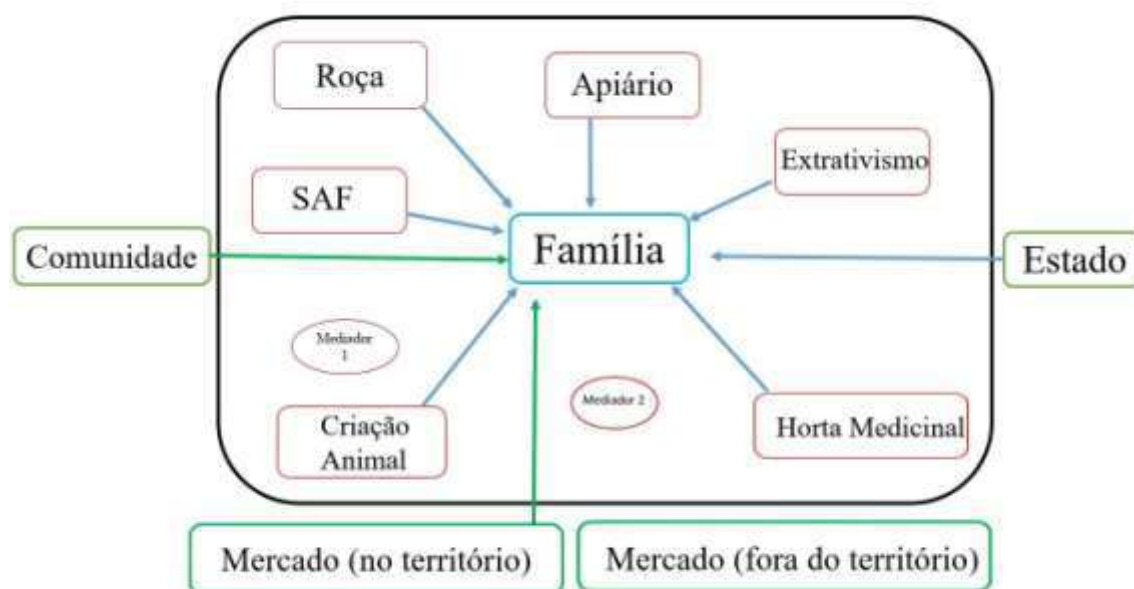 Roça
Apiário
Extrativismo
SAF
Família
Comunidade
Estado
Mediador
1
Mediador 2
Criação
Animal
Horta Medicinal
Mercado (no território)
Mercado (fora do território)